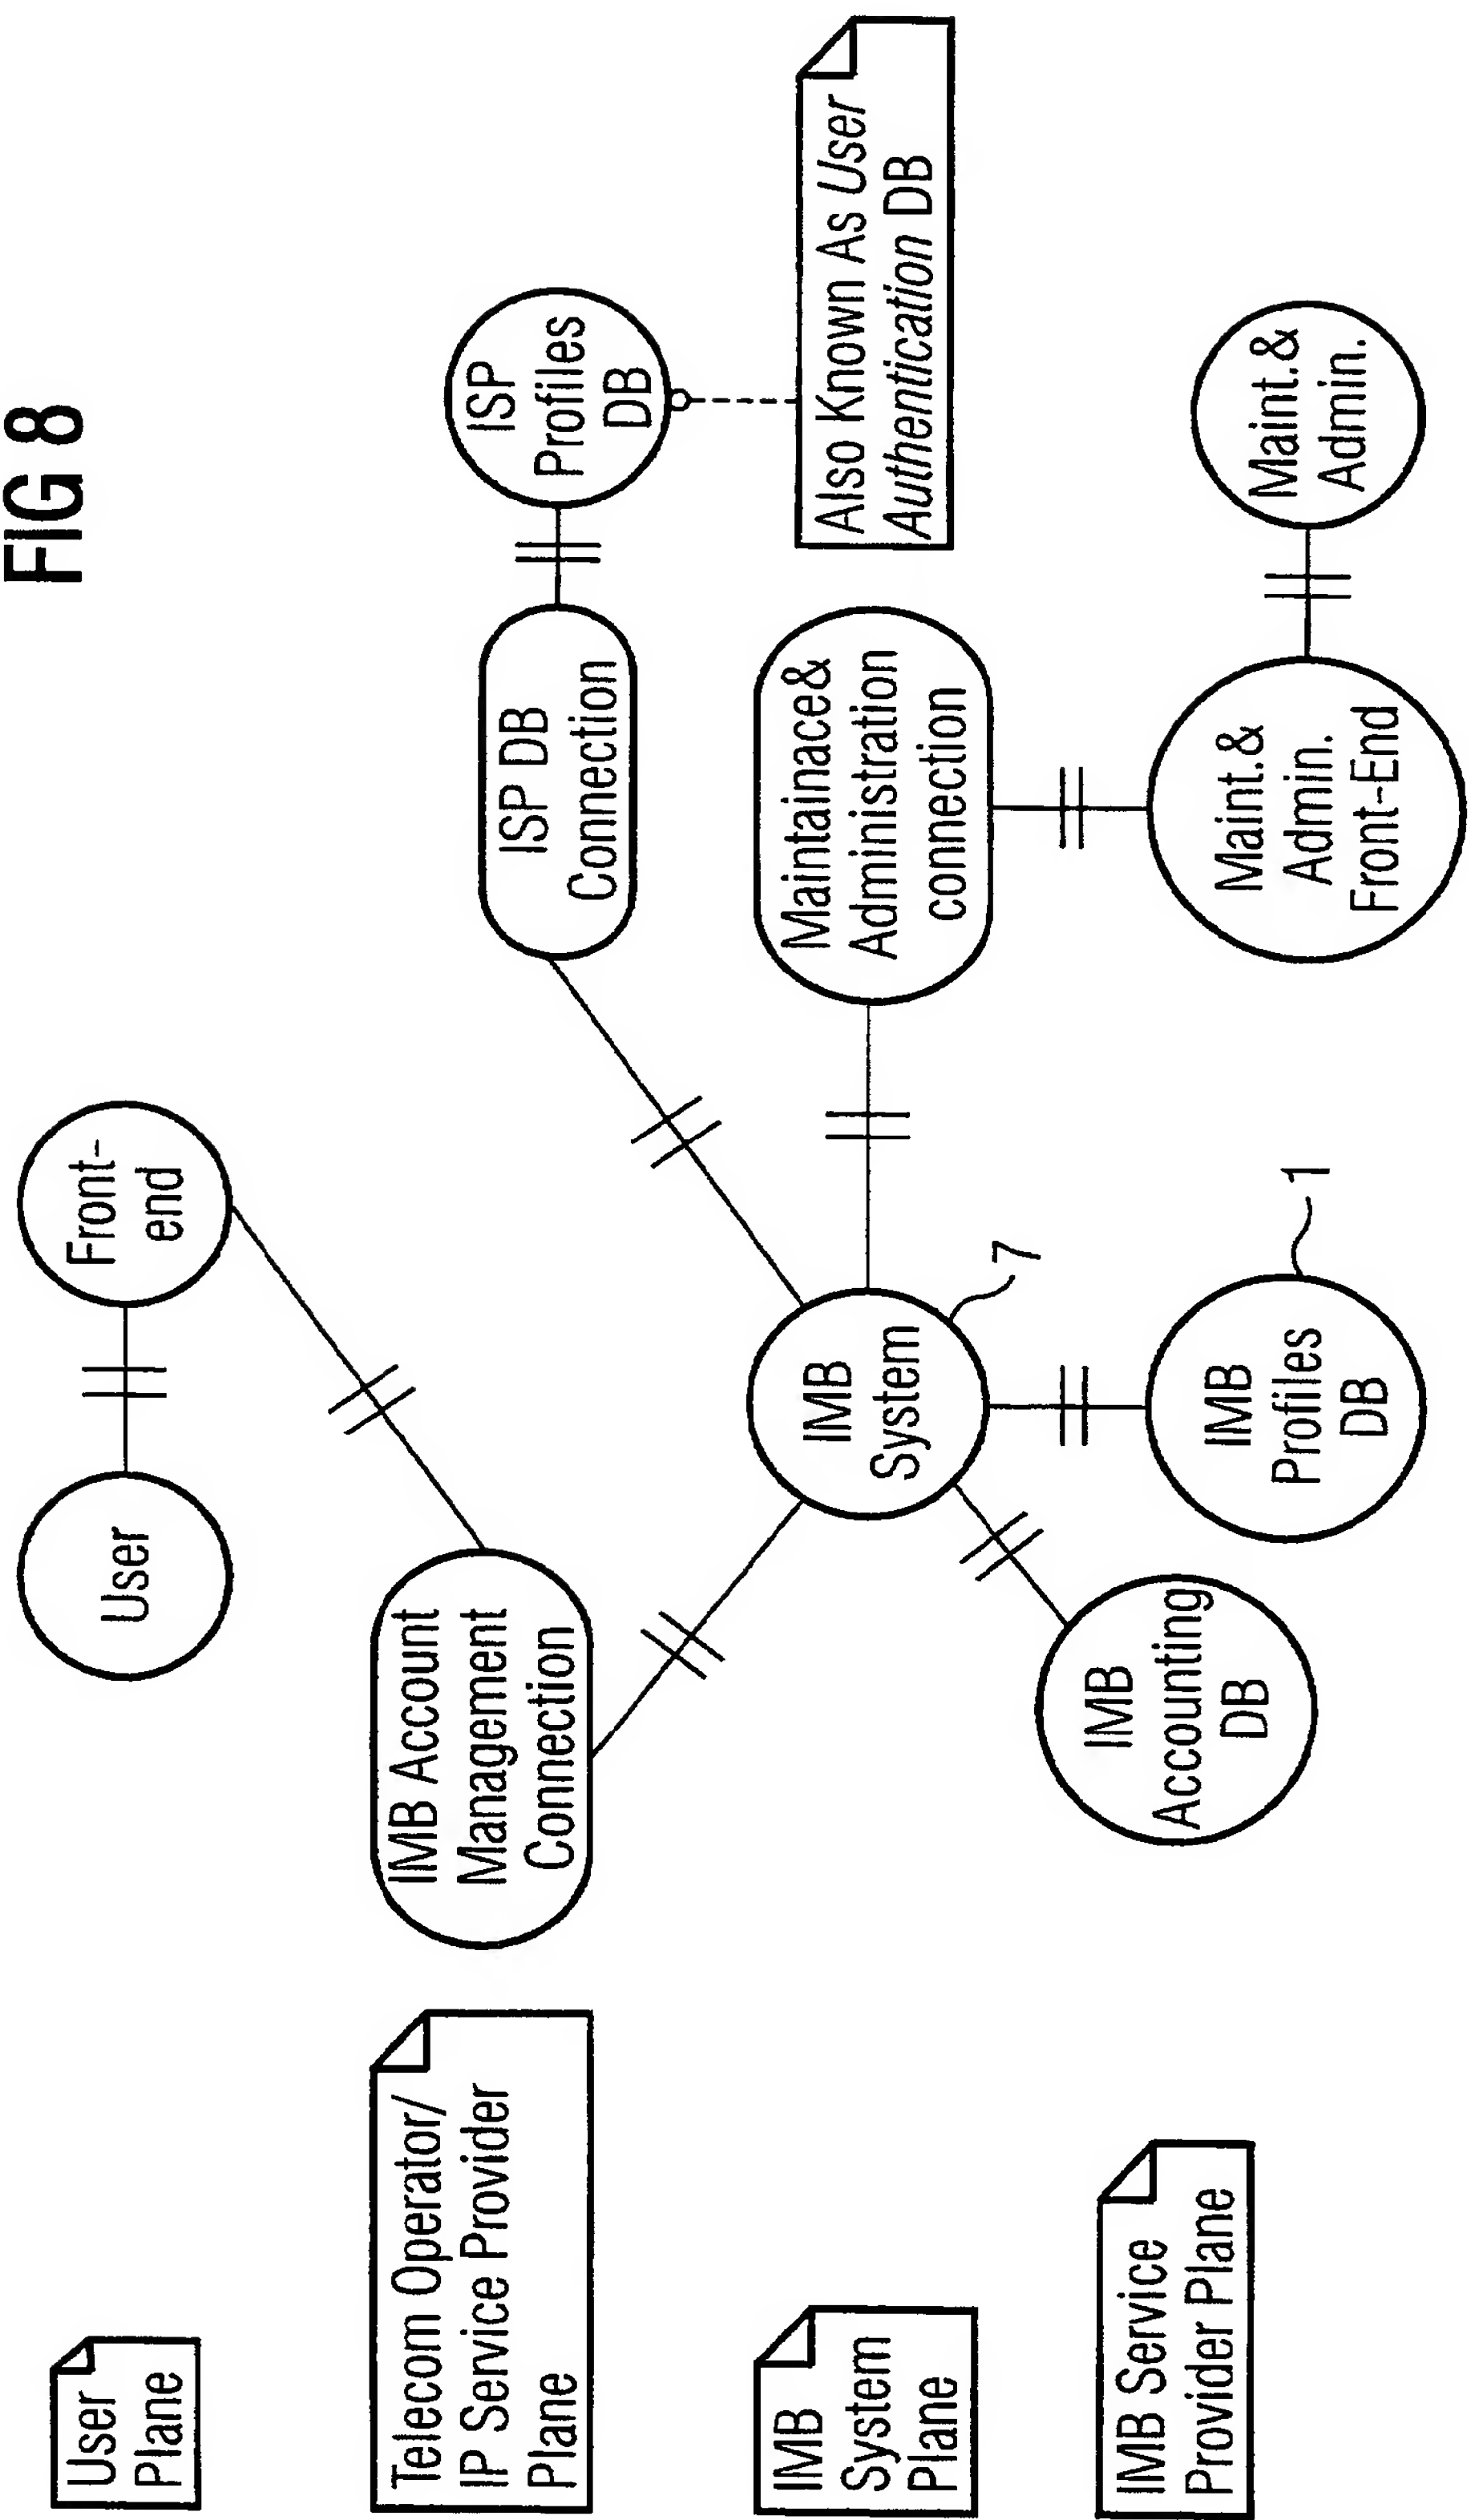 FIG 8
User
Plane
User
Front-
end
Telecom Operator/
IP Service Provider
Plane
IMB Account
Management
Connection
ISP DB
Connection
ISP
Profiles
DB
Also Known As User
Authentication DB
IMB
System
Plane
IMB
System
7
Maintainace&
Administration
connection
IMB Service
Provider Plane
IMB
Accounting
DB
IMB
Profiles
DB
1
Maint.&
Admin.
Front-End
Maint.&
Admin.